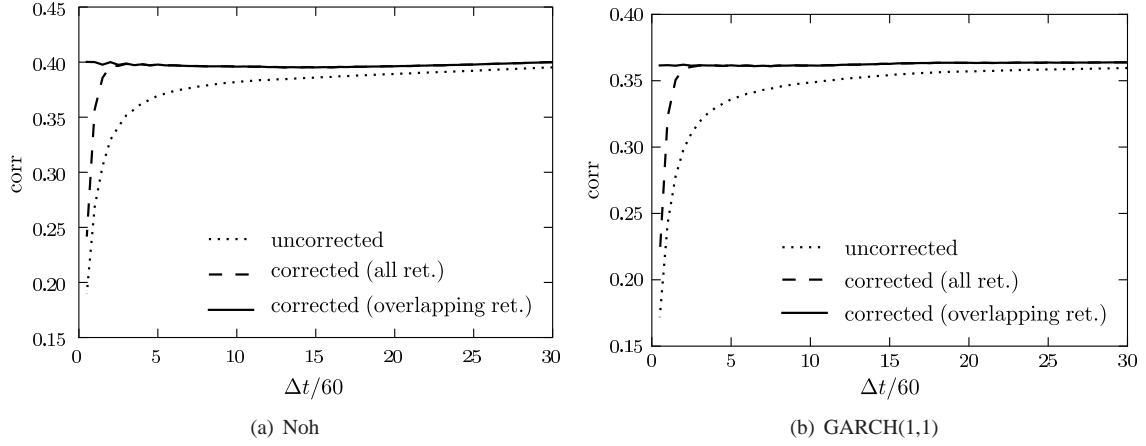 0.45
0.40
0.35
0.30
0.25
0.20
0.15
corr
0 5 10 15 20 25 30
Δt/60
uncorrected
corrected (all ret.)
corrected (overlapping ret.)
(a) Noh
0.40
0.35
0.30
0.25
0.20
0.15
corr
0 5 10 15 20 25 30
Δt/60
uncorrected
corrected (all ret.)
corrected (overlapping ret.)
(b) GARCH(1,1)